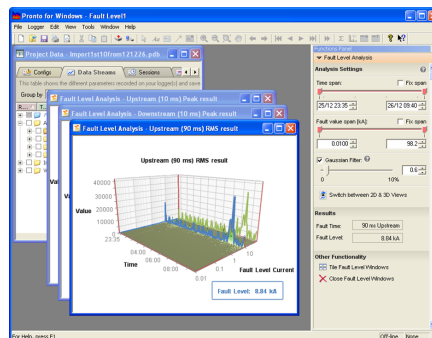 Pronto for Windows - Fault Level1
File Logger Edit View Tools Window Help
Project Data - Import1st10from121226.pdb
Configs Data Streams Sessions
This table shows the different parameters recorded on your logger(s) and save
Group by
Fault Level Analysis - Upstream (10 ms) Peak result
Fault Level Analysis - Downstream (10 ms) Peak result
Fault Level Analysis - Upstream (90 ms) RMS result
Upstream (90 ms) RMS result
Value
40000
30000
20000
10000
0
23:35
04:00
06:00
08:00
Time
0.01
0.1
1
10
Fault Level Current
Fault Level: 8.84 kA
Functions Panel
Fault Level Analysis
Analysis Settings
Time span: Fix span
25/12 23:35 26/12 09:40
Fault value span [kA]: Fix span
0.0100 98.2
Gaussian Filter:
0.6
0 10%
Switch between 2D & 3D Views
Results
Fault Time: 90 ms Upstream
Fault Level: 8.84 kA
Other Functionality
Tile Fault Level Windows
Close Fault Level Windows
For Help, press F1
Off-line None